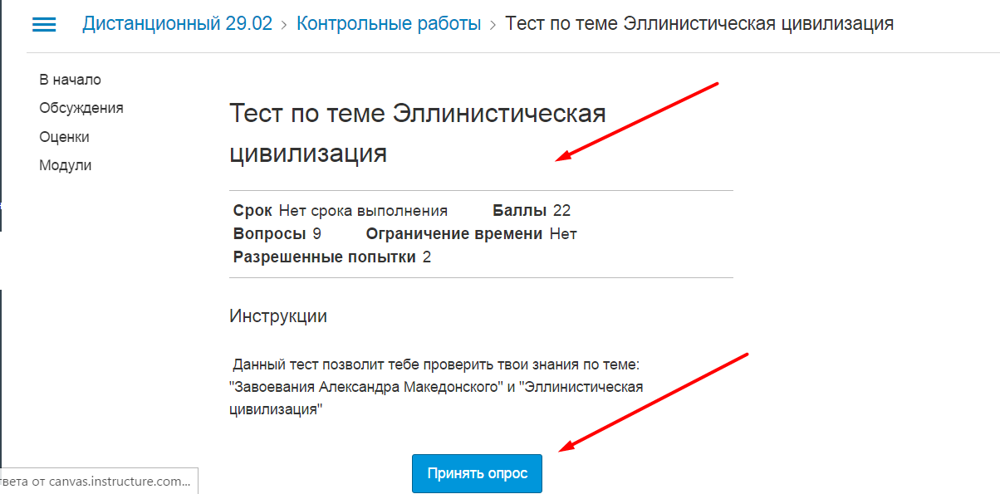 Дистанционный 29.02 > Контрольные работы > Тест по теме Эллинистическая цивилизация
В начало
Обсуждения
Оценки
Модули
Тест по теме Эллинистическая
цивилизация
Срок Нет срока выполнения Баллы 22
Вопросы 9 Ограничение времени Нет
Разрешенные попытки 2
Инструкции
Данный тест позволит тебе проверить твои знания по теме:
"Завоевания Александра Македонского" и "Эллинистическая
цивилизация"
Принять опрос
от canvas.instructure.com...